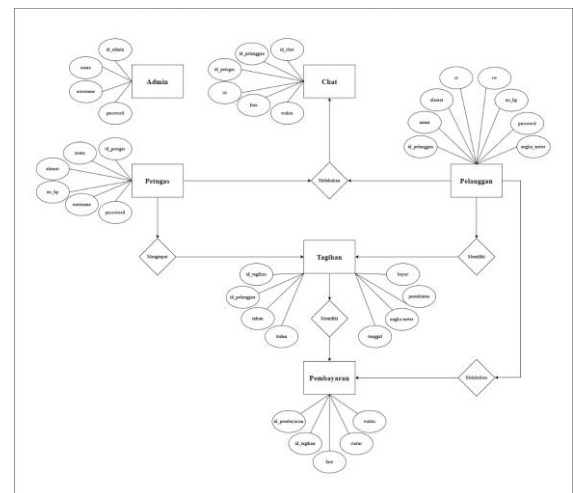 id_admin
nama
username
password
Admin
id_chat
id_pelanggan
id_petugas
foto
waktu
Chat
rt
rw
alamat
no_hp
nama
password
id_pelanggan
angka_meter
Pelanggan
id_petugas
nama
alamat
no_hp
username
password
Petugas
Melakukan
Menginput
Memiliki
Tagihan
id_tagihan
id_pelanggan
tahun
bulan
bayar
pemakaian
angka meter
tanggal
Memiliki
Pembayaran
Melakukan
id_pembayaran
id_tagihan
foto
status
waktu